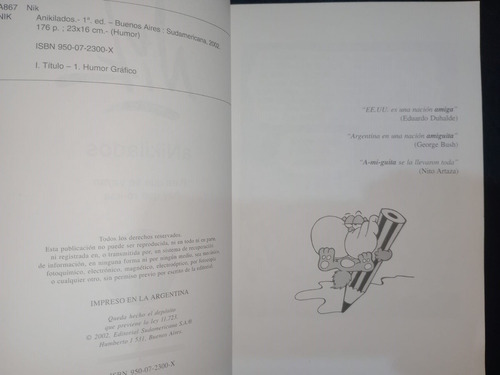 A867 Nik
NIK Anikilados.- 1ª. ed. – Buenos Aires : Sudamericana, 2002.
176 p. ; 23x16 cm.- (Humor)
ISBN 950-07-2300-X
I. Título – 1. Humor Gráfico
Todos los derechos reservados.
Esta publicación no puede ser reproducida, ni en todo ni en parte,
ni registrada en, o transmitida por, un sistema de recuperación
de información, en ninguna forma ni por ningún medio, sea mecánico,
fotoquímico, electrónico, magnético, electroóptico, por fotocopia
o cualquier otro, sin permiso previo por escrito de la editorial.
IMPRESO EN LA ARGENTINA
Queda hecho el depósito
que previene la ley 11.723.
© 2002, Editorial Sudamericana S.A.®
Humberto I 531, Buenos Aires.
ISBN 950-07-2300-X
"EE.UU. es una nación amiga"
(Eduardo Duhalde)
"Argentina es una nación amiguita"
(George Bush)
"A-mi-guita se la llevaron toda"
(Nito Artaza)